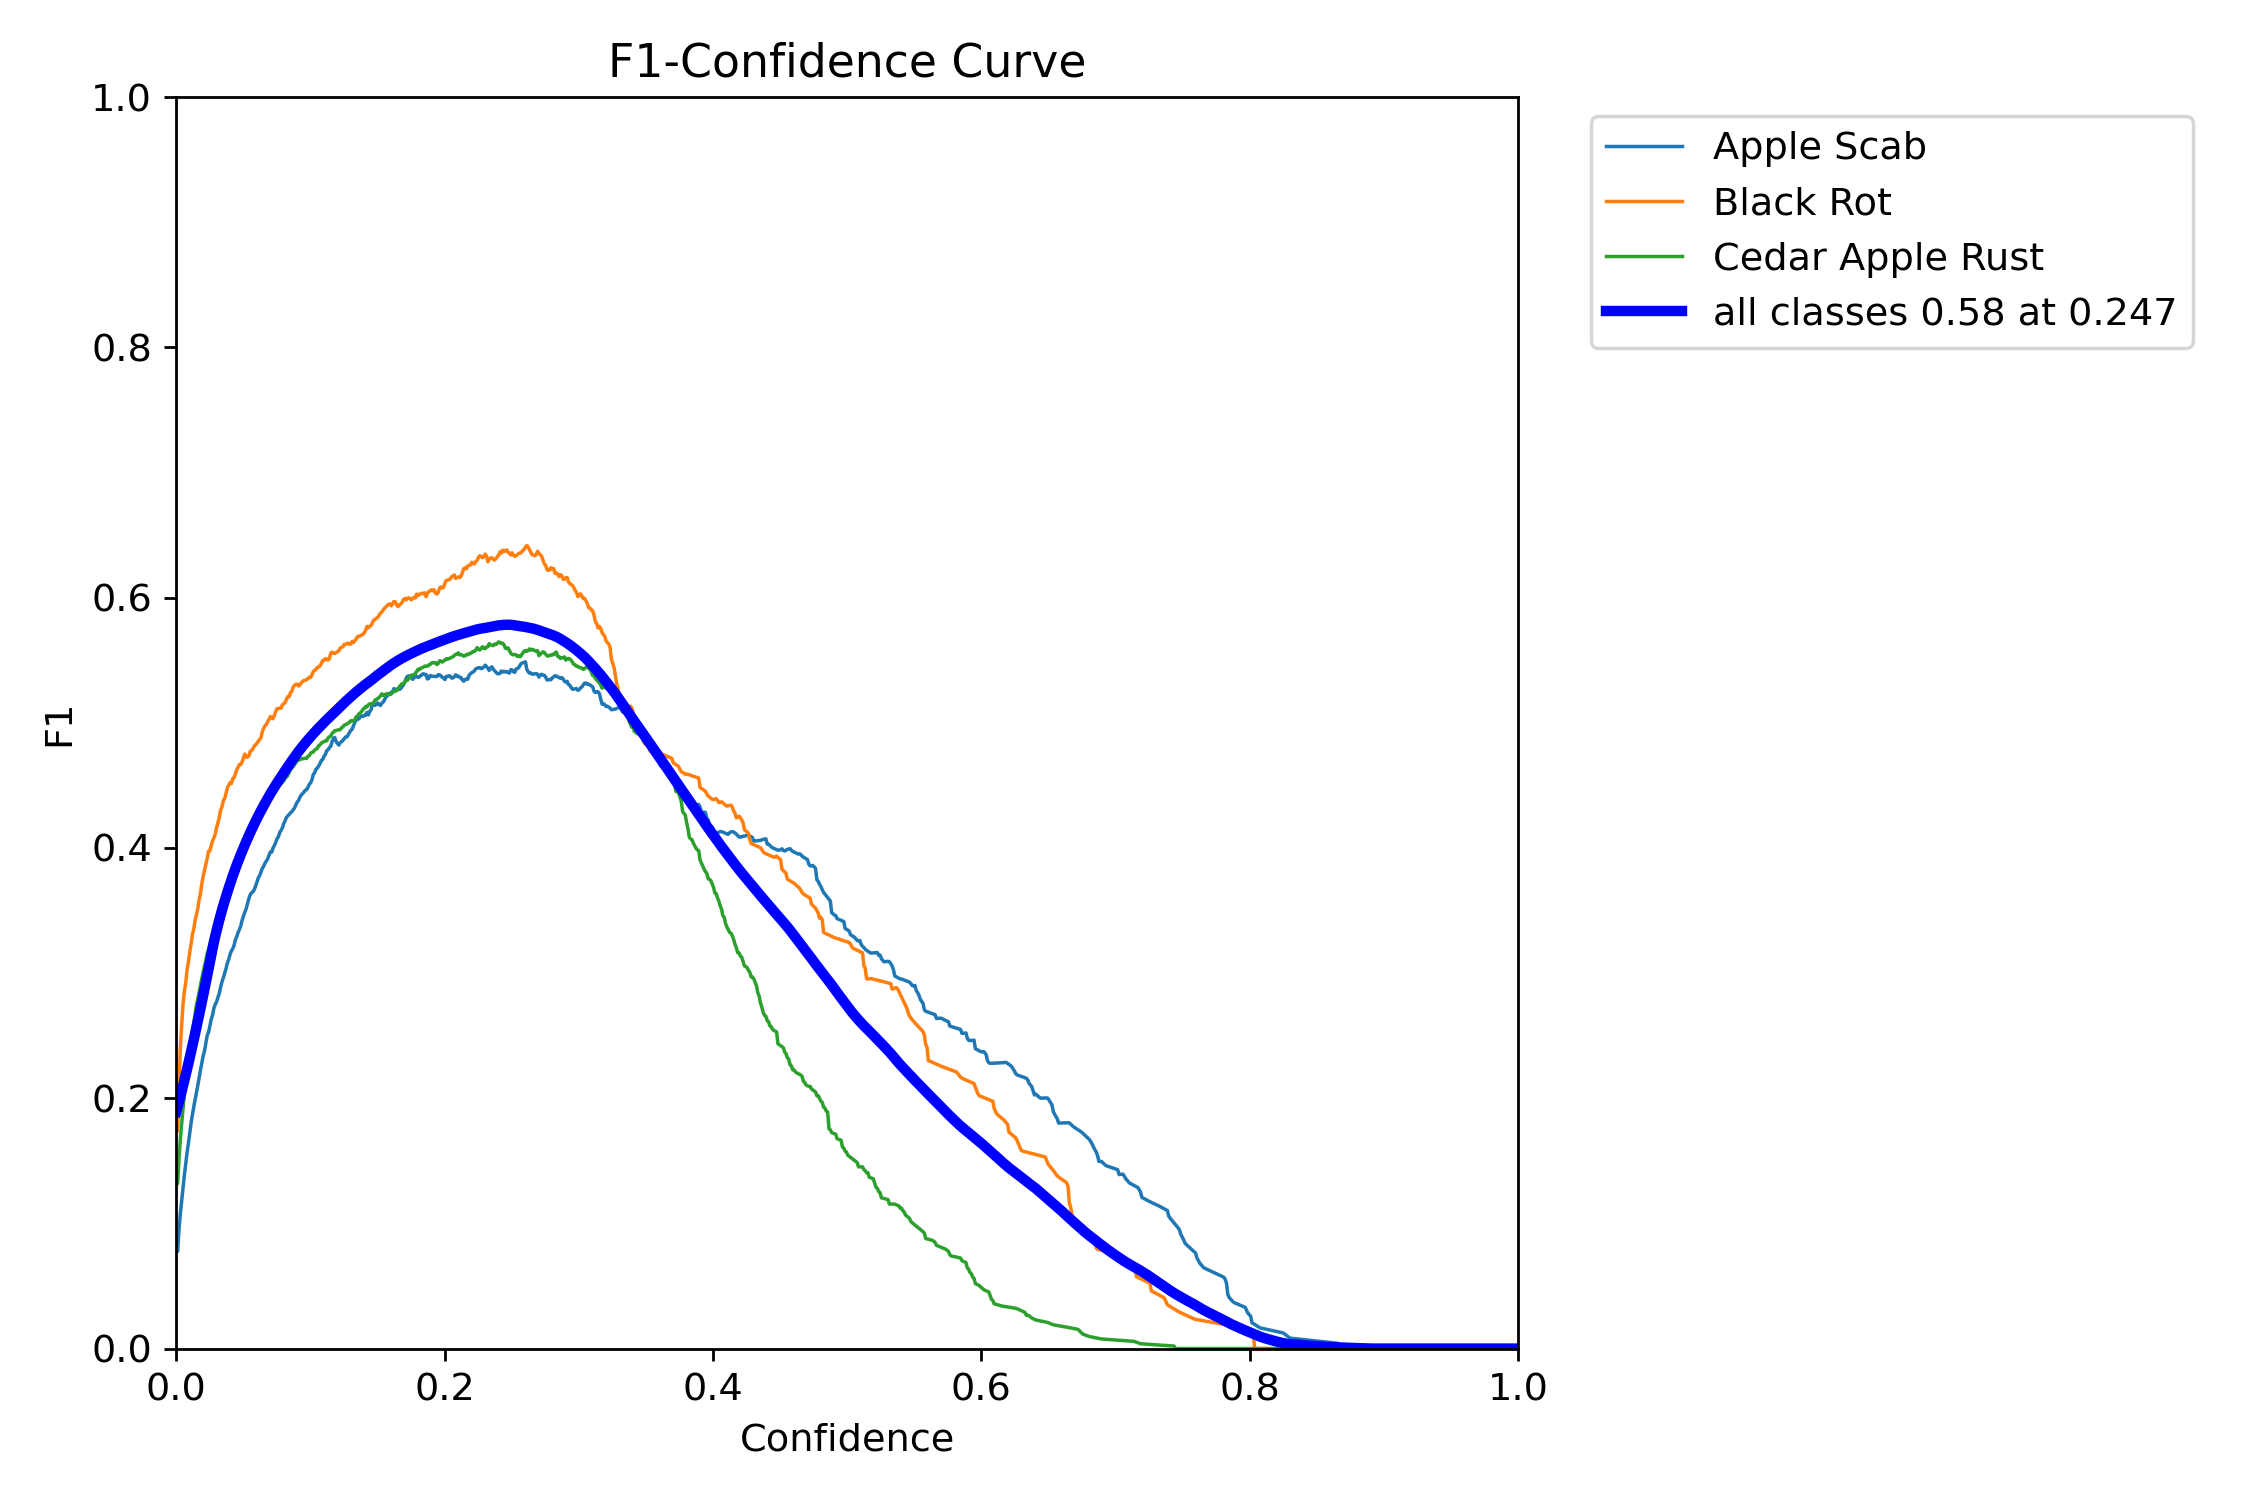 F1-Confidence Curve
1.0
0.8
0.6
0.4
0.2
0.0
F1
0.0 0.2 0.4 0.6 0.8 1.0
Confidence
Apple Scab
Black Rot
Cedar Apple Rust
all classes 0.58 at 0.247